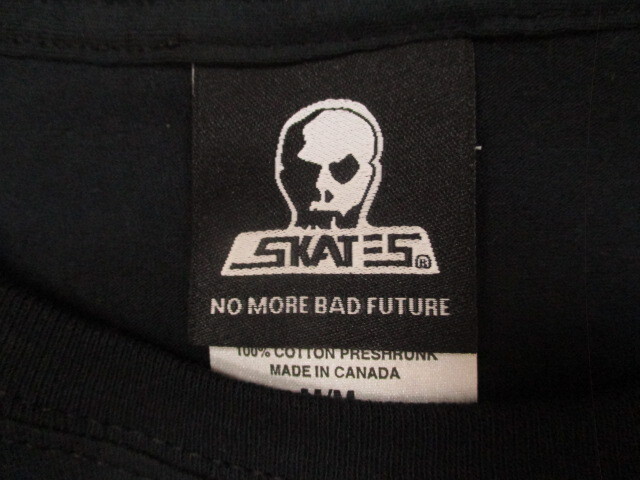 SKATES®
NO MORE BAD FUTURE
100% COTTON PRESHRUNK
MADE IN CANADA
M/M